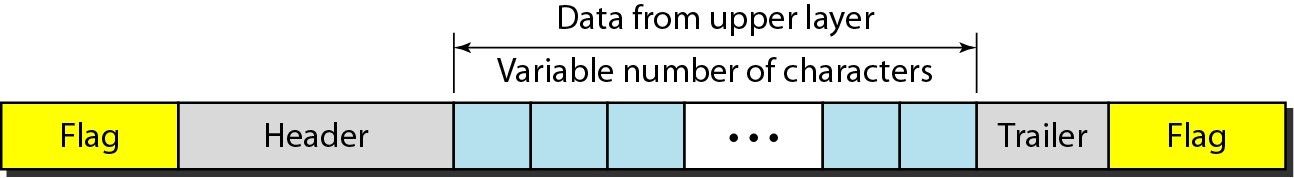 Data from upper layer
Variable number of characters
Flag
Header
...
Trailer
Flag